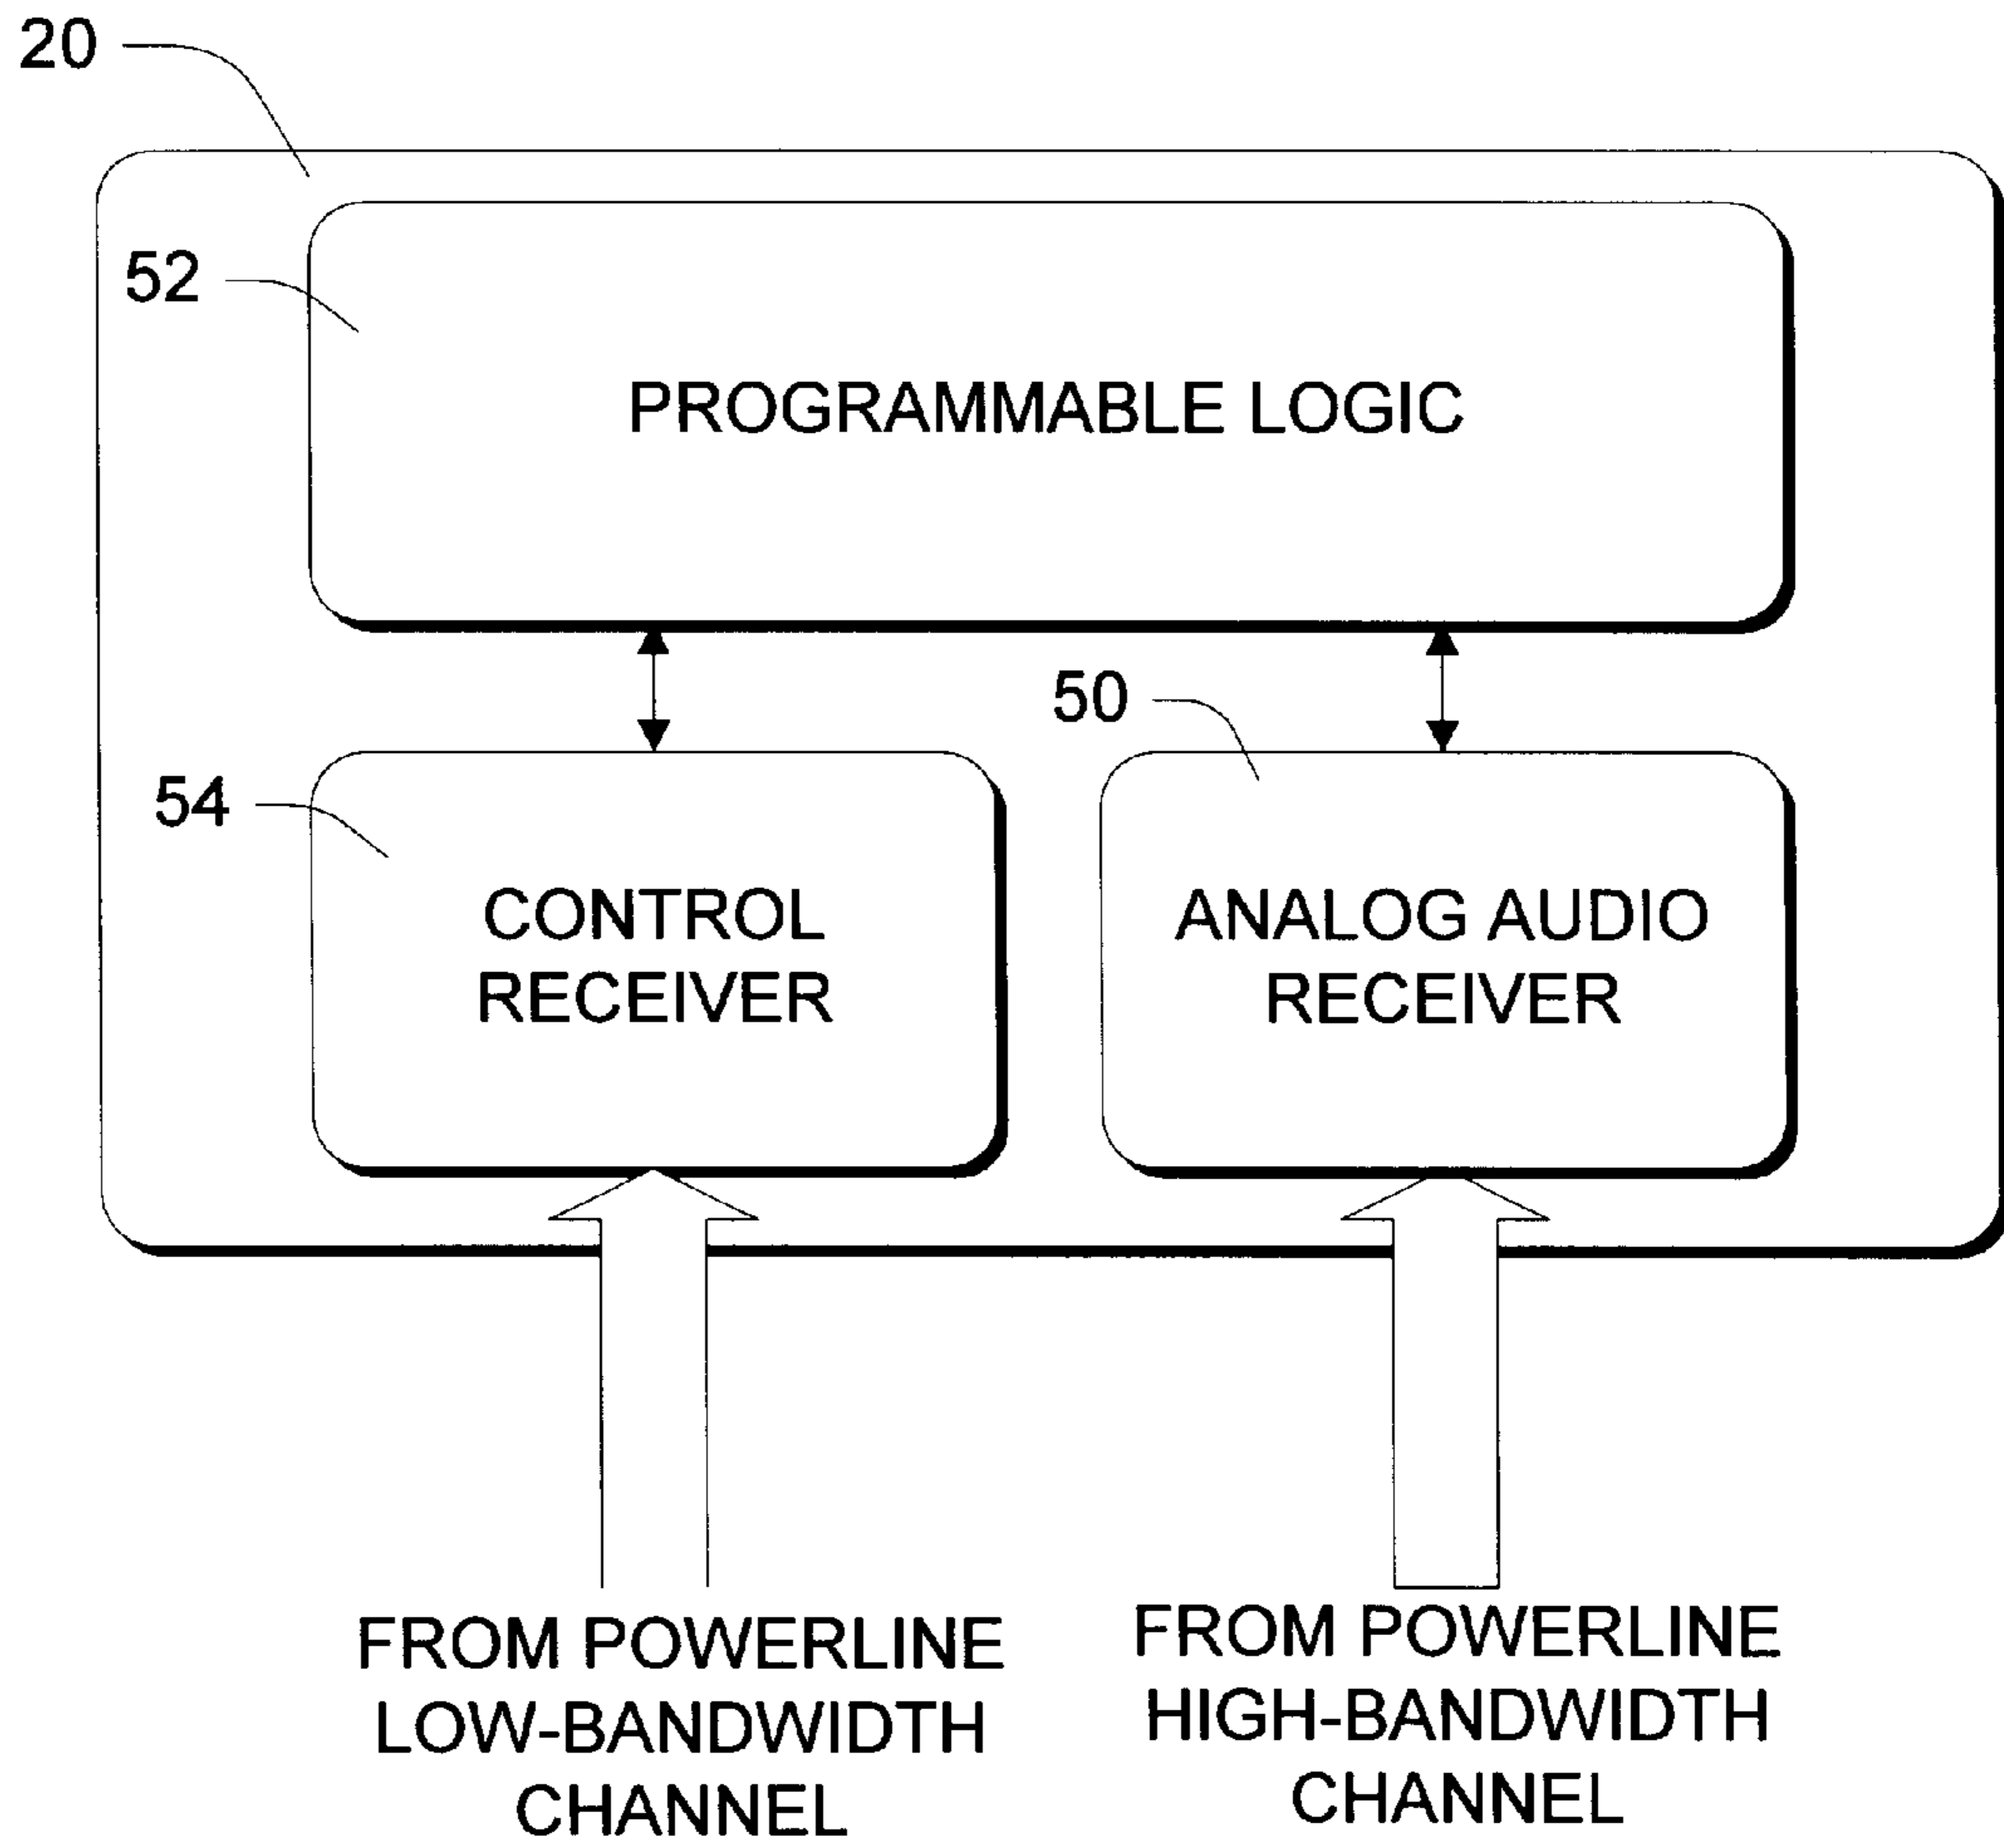 20
52
PROGRAMMABLE LOGIC
50
54
CONTROL
RECEIVER
ANALOG AUDIO
RECEIVER
FROM POWERLINE
LOW-BANDWIDTH
CHANNEL
FROM POWERLINE
HIGH-BANDWIDTH
CHANNEL